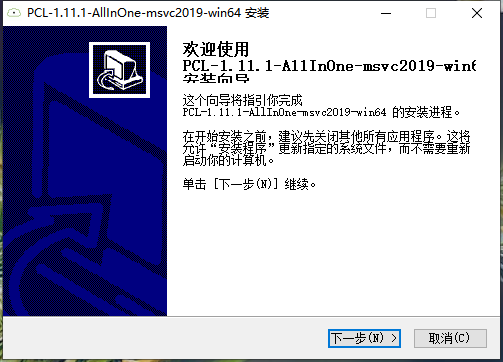 PCL-1.11.1-AllInOne-msvc2019-win64 安装
欢迎使用
PCL-1.11.1-AllInOne-msvc2019-win6
安装向导
这个向导将指引你完成
PCL-1.11.1-AllInOne-msvc2019-win64 的安装进程。
在开始安装之前，建议先关闭其他所有应用程序。这将
允许“安装程序”更新指定的系统文件，而不需要重新
启动你的计算机。
单击 [下一步(N)] 继续。
下一步(N) >
取消(C)